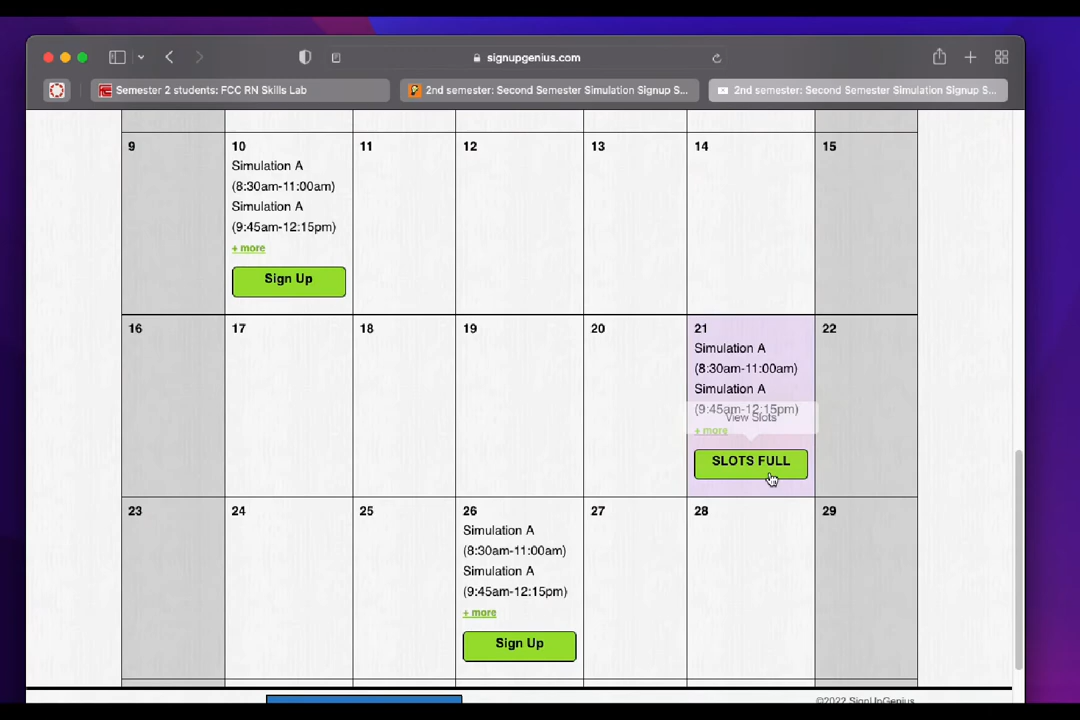 signupgenius.com
Semester 2 students: FCC RN Skills Lab
2nd semester: Second Semester Simulation Signup S...
2nd semester: Second Semester Simulation Signup S...
9
10
Simulation A
(8:30am-11:00am)
Simulation A
(9:45am-12:15pm)
+ more
Sign Up
11
12
13
14
15
16
17
18
19
20
21
Simulation A
(8:30am-11:00am)
Simulation A
(9:45am-12:15pm)
View Slots
+ more
SLOTS FULL
22
23
24
25
26
Simulation A
(8:30am-11:00am)
Simulation A
(9:45am-12:15pm)
+ more
Sign Up
27
28
29
©2022 SignUpGenius